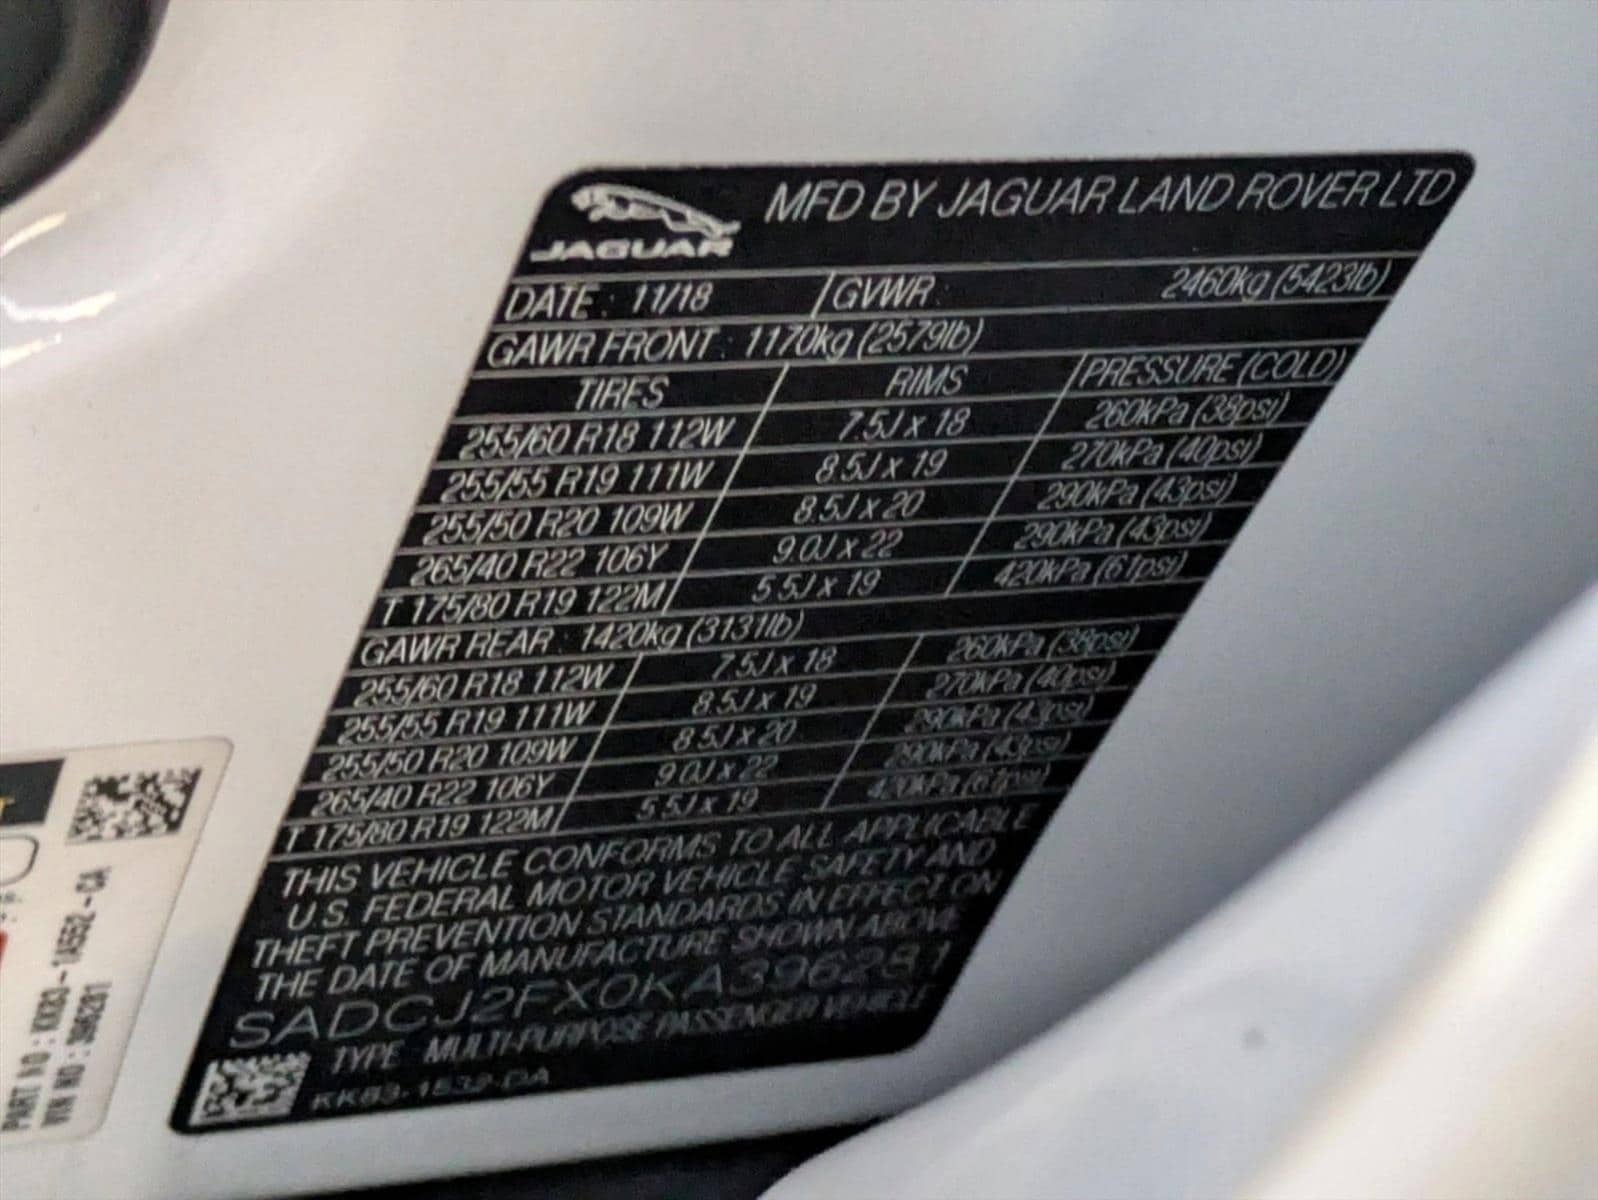 JAGUAR
MFD BY JAGUAR LAND ROVER LTD
DATE : 11/18 GVWR : 2460kg (5423lb)
GAWR FRONT : 1170kg (2579lb)
TIRES RIMS PRESSURE (COLD)
255/60 R18 112W 7.5J x 18 260kPa (38psi)
255/55 R19 111W 8.5J x 19 270kPa (40psi)
255/50 R20 109W 8.5J x 20 290kPa (43psi)
265/40 R22 106Y 9.0J x 22 290kPa (43psi)
T 175/80 R19 122M 5.5J x 19 420kPa (61psi)
GAWR REAR : 1420kg (3131lb)
255/60 R18 112W 7.5J x 18 260kPa (38psi)
255/55 R19 111W 8.5J x 19 270kPa (40psi)
255/50 R20 109W 8.5J x 20 290kPa (43psi)
265/40 R22 106Y 9.0J x 22 290kPa (43psi)
T 175/80 R19 122M 5.5J x 19 420kPa (61psi)
THIS VEHICLE CONFORMS TO ALL APPLICABLE
U.S. FEDERAL MOTOR VEHICLE SAFETY AND
THEFT PREVENTION STANDARDS IN EFFECT ON
THE DATE OF MANUFACTURE SHOWN ABOVE
SADCJ2FX0KA396281
TYPE : MULTI-PURPOSE PASSENGER VEHICLE
PART NO : KK83-1A552-CA
VIN NO : 396281